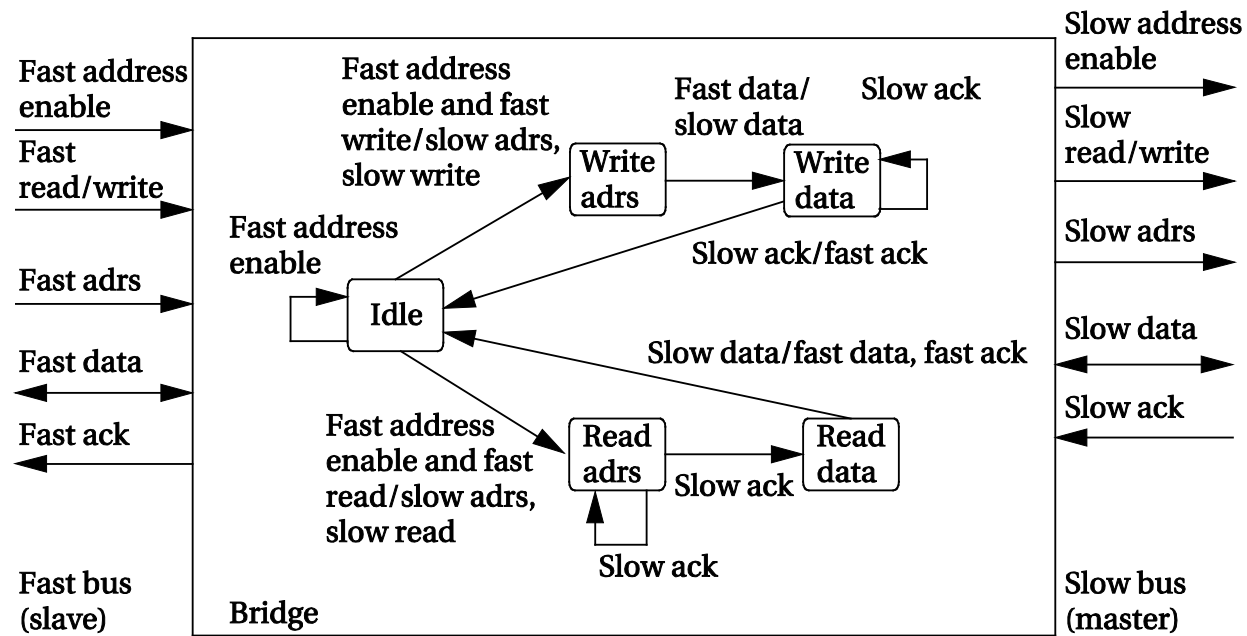 Fast address
enable
Fast
read/write
Fast adrs
Fast data
Fast ack
Fast bus
(slave)
Fast address
enable and fast
write/slow adrs,
slow write
Fast data/
slow data
Slow ack
Write
adrs
Write
data
Fast address
enable
Slow ack/fast ack
Idle
Slow data/fast data, fast ack
Fast address
enable and fast
read/slow adrs,
slow read
Read
adrs
Slow ack
Read
data
Slow ack
Bridge
Slow address
enable
Slow
read/write
Slow adrs
Slow data
Slow ack
Slow bus
(master)